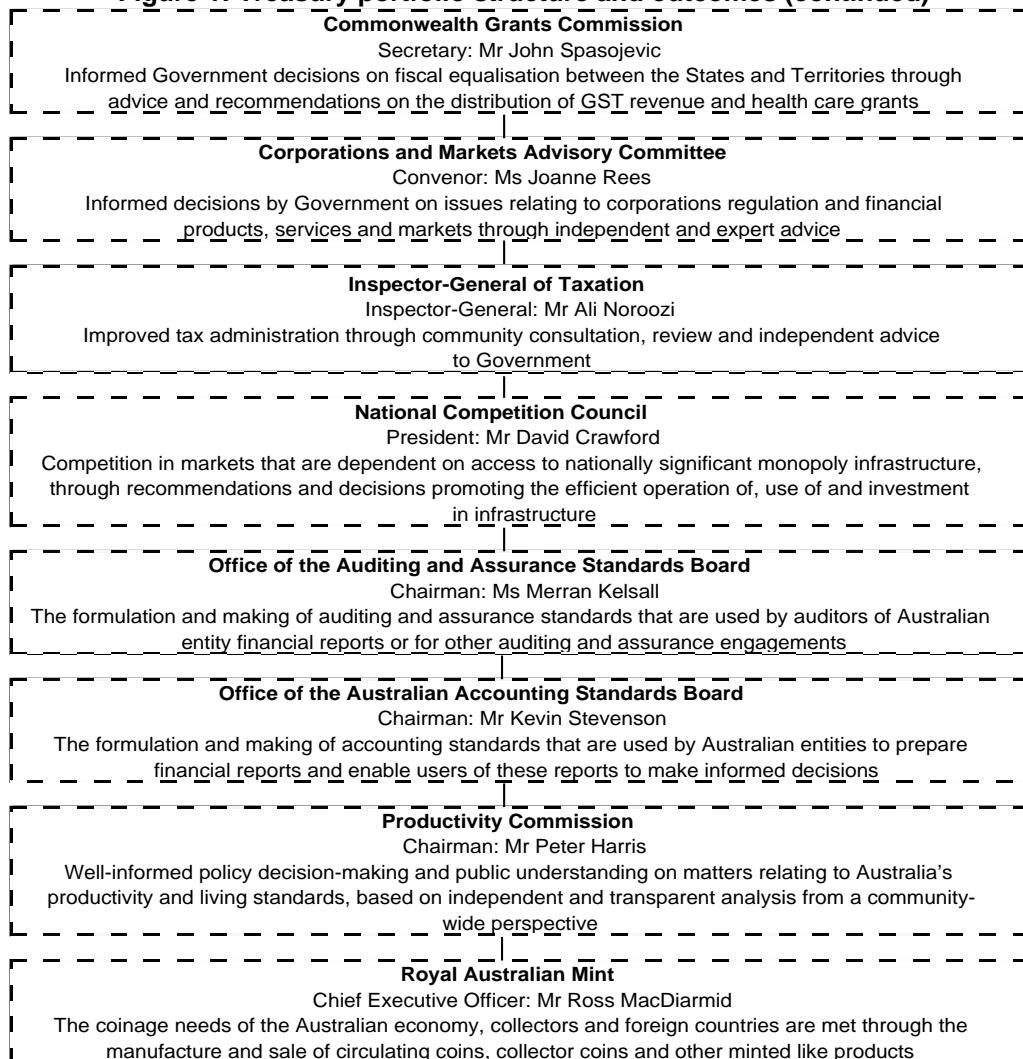 Figure 1: Treasury portfolio structure and outcomes (continued)
Commonwealth Grants Commission
Secretary: Mr John Spasojevic
Informed Government decisions on fiscal equalisation between the States and Territories through
advice and recommendations on the distribution of GST revenue and health care grants
Corporations and Markets Advisory Committee
Convenor: Ms Joanne Rees
Informed decisions by Government on issues relating to corporations regulation and financial
products, services and markets through independent and expert advice
Inspector-General of Taxation
Inspector-General: Mr Ali Noroozi
Improved tax administration through community consultation, review and independent advice
to Government
National Competition Council
President: Mr David Crawford
Competition in markets that are dependent on access to nationally significant monopoly infrastructure,
through recommendations and decisions promoting the efficient operation of, use of and investment
in infrastructure
Office of the Auditing and Assurance Standards Board
Chairman: Ms Merran Kelsall
The formulation and making of auditing and assurance standards that are used by auditors of Australian
entity financial reports or for other auditing and assurance engagements
Office of the Australian Accounting Standards Board
Chairman: Mr Kevin Stevenson
The formulation and making of accounting standards that are used by Australian entities to prepare
financial reports and enable users of these reports to make informed decisions
Productivity Commission
Chairman: Mr Peter Harris
Well-informed policy decision-making and public understanding on matters relating to Australia’s
productivity and living standards, based on independent and transparent analysis from a community-
wide perspective
Royal Australian Mint
Chief Executive Officer: Mr Ross MacDiarmid
The coinage needs of the Australian economy, collectors and foreign countries are met through the
manufacture and sale of circulating coins, collector coins and other minted like products